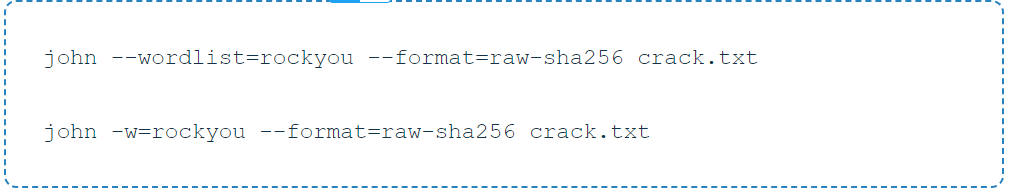 john --wordlist=rockyou --format=raw-sha256 crack.txt
john -w=rockyou --format=raw-sha256 crack.txt